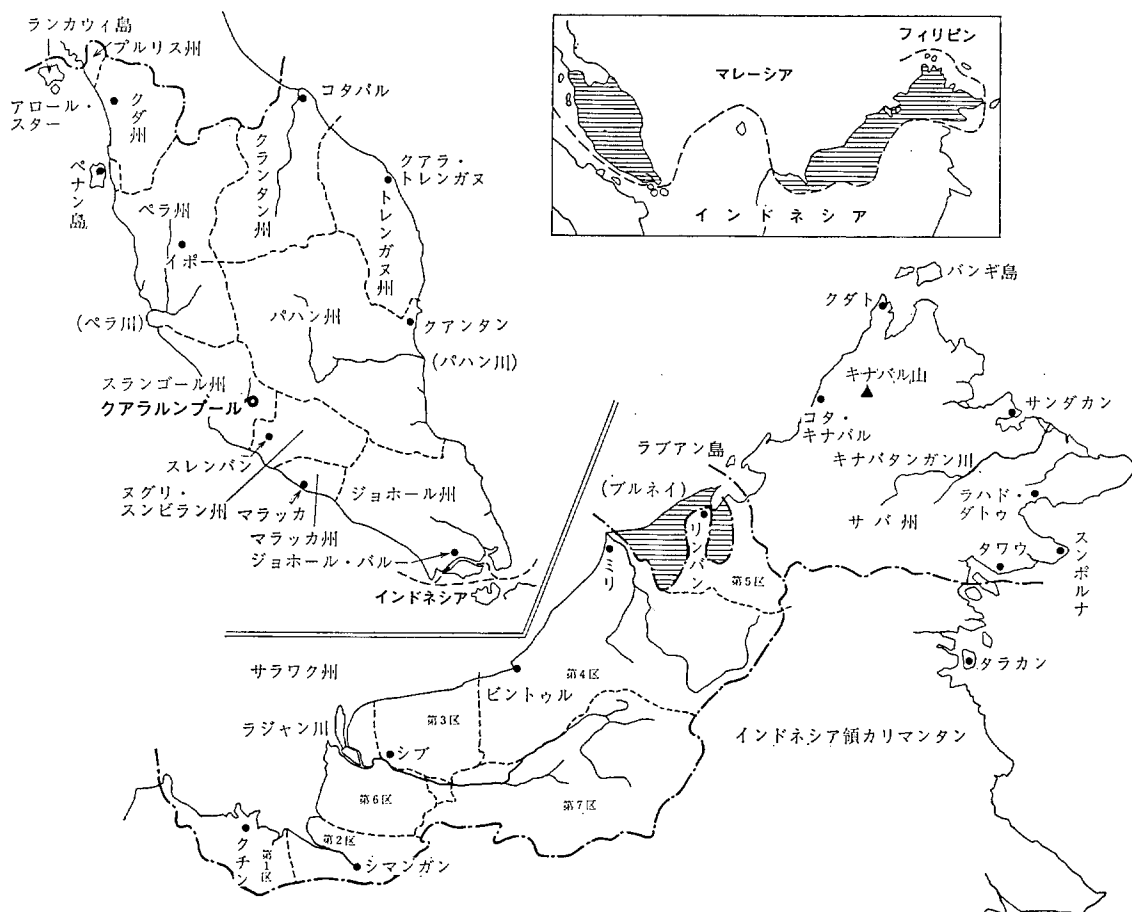 ランカウィ島
プルリス州
アロール・
スター
クダ州
ペナン島
コタバル
クランタン州
クアラ・
トレンガヌ
トレンガヌ州
ペラ州
イポー
(ペラ川)
パハン州
クアンタン
(パハン川)
スランゴール州
クアラルンプール
スレンバン
ヌグリ・
スンビラン州
マラッカ
マラッカ州
ジョホール州
ジョホール・バル
インドネシア
フィリピン
マレーシア
インドネシア
バンギ島
クダト
キナバル山
コタ・
キナバル
サンダカン
キナバタンガン川
ラハド・
ダトゥ
サバ州
タワウ
スンポルナ
ラブアン島
(ブルネイ)
リンバン
ミリ
第5区
タラカン
サラワク州
ビントゥル
第4区
第3区
ラジャン川
シブ
インドネシア領カリマンタン
第6区
第7区
第2区
クチン
第1区
シマンガン